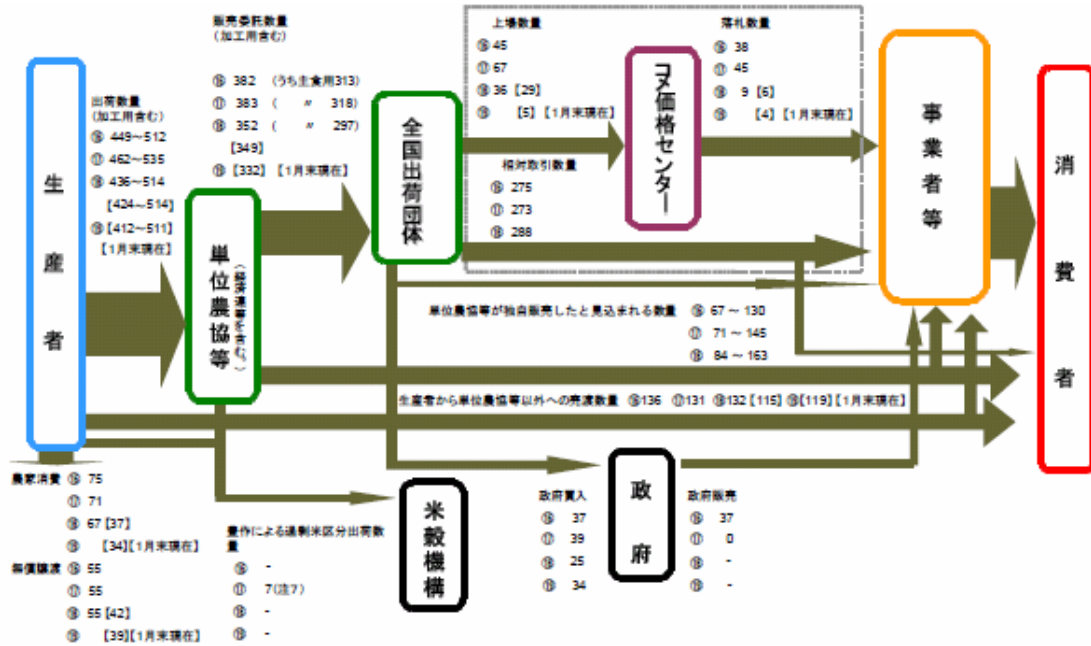 販売委託数量
(加工用含む)
⑯ 382 (うち主食用313)
⑰ 383 ( 〃 318)
⑱ 352 ( 〃 297)
【349】
⑲【332】【1月末現在】
上場数量
⑯ 45
⑰ 67
⑱ 36【29】
⑲ 【5】【1月末現在】
落札数量
⑯ 38
⑰ 45
⑱ 9【6】
⑲ 【4】【1月末現在】
出荷数量
(加工用含む)
⑯ 449~512
⑰ 462~535
⑱ 436~514
【424~514】
⑲【412~511】
【1月末現在】
生産者
単位農協等
(経済連等を含む。)
全国出荷団体
コメ価格センター
事業者等
消費者
相対取引数量
⑯ 275
⑰ 273
⑱ 288
単位農協等が独自販売したと見込まれる数量 ⑯ 67 ~ 130
⑰ 71 ~ 145
⑱ 84 ~ 163
生産者から単位農協等以外への売渡数量 ⑯136 ⑰131 ⑱132【115】⑲【119】【1月末現在】
農家消費 ⑯ 75
⑰ 71
⑱ 67【37】
⑲ 【34】【1月末現在】
無償譲渡 ⑯ 55
⑰ 55
⑱ 55【42】
⑲ 【39】【1月末現在】
豊作による過剰米区分出荷数量
⑯ -
⑰ 7(注7)
⑱ -
⑲ -
米穀機構
政府買入
⑯ 37
⑰ 39
⑱ 25
⑲ 34
政府
政府販売
⑯ 37
⑰ 0
⑱ -
⑲ -